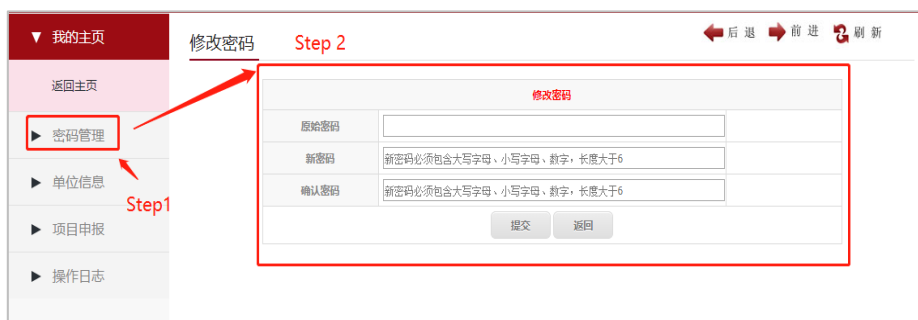 ▼ 我的主页
返回主页
▶ 密码管理
▶ 单位信息
▶ 项目申报
▶ 操作日志
Step1
修改密码
Step 2
后退 前进 刷新
修改密码
原始密码
新密码 新密码必须包含大写字母、小写字母、数字，长度大于6
确认密码 新密码必须包含大写字母、小写字母、数字，长度大于6
提交 返回